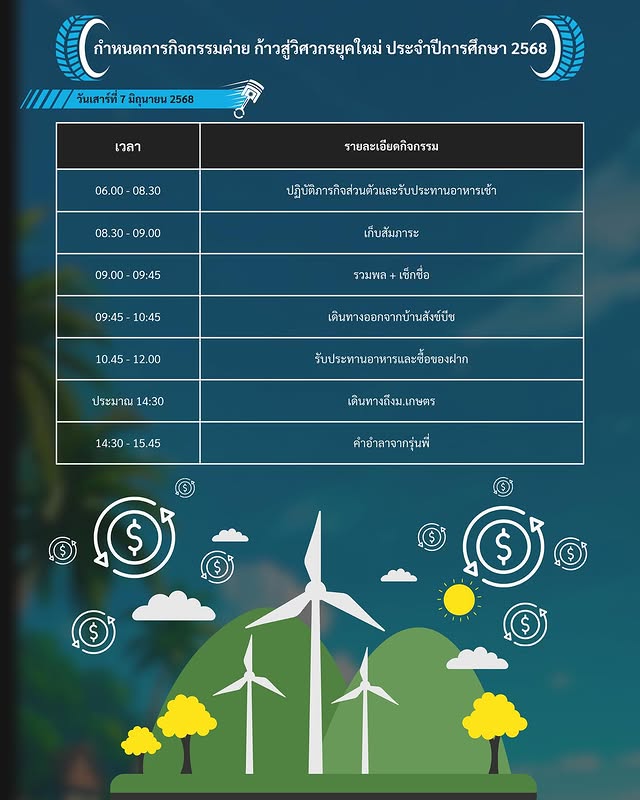 กำหนดการกิจกรรมค่าย ก้าวสู่วิศวกรยุคใหม่ ประจำปีการศึกษา 2568
วันเสาร์ที่ 7 มิถุนายน 2568
เวลา รายละเอียดกิจกรรม
06.00 - 08.30 ปฏิบัติภารกิจส่วนตัวและรับประทานอาหารเช้า
08.30 - 09.00 เก็บสัมภาระ
09.00 - 09:45 รวมพล + เช็กชื่อ
09:45 - 10:45 เดินทางออกจากบ้านสังข์บีช
10.45 - 12.00 รับประทานอาหารและซื้อของฝาก
ประมาณ 14:30 เดินทางถึงม.เกษตร
14:30 - 15.45 คำอำลาจากรุ่นพี่